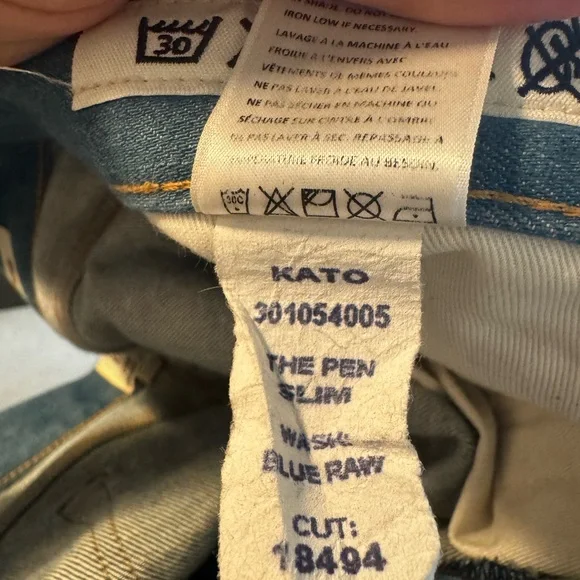 30
IRON LOW IF NECESSARY.
LAVAGE À LA MACHINE À L'EAU
FROIDE À L'ENVERS AVEC
VÊTEMENTS DE MÊMES COULEURS
NE PAS LAVER À L'EAU DE JAVEL
NE PAS SÉCHER EN MACHINE OU
SÉCHAGE SUR CINTRE À L'OMBRE
NE PAS LAVER À SEC. REPASSAGE À
TEMPÉRATURE FROIDE AU BESOIN.
30C
KATO
301054005
THE PEN
SLIM
WASH:
BLUE RAW
CUT:
18494